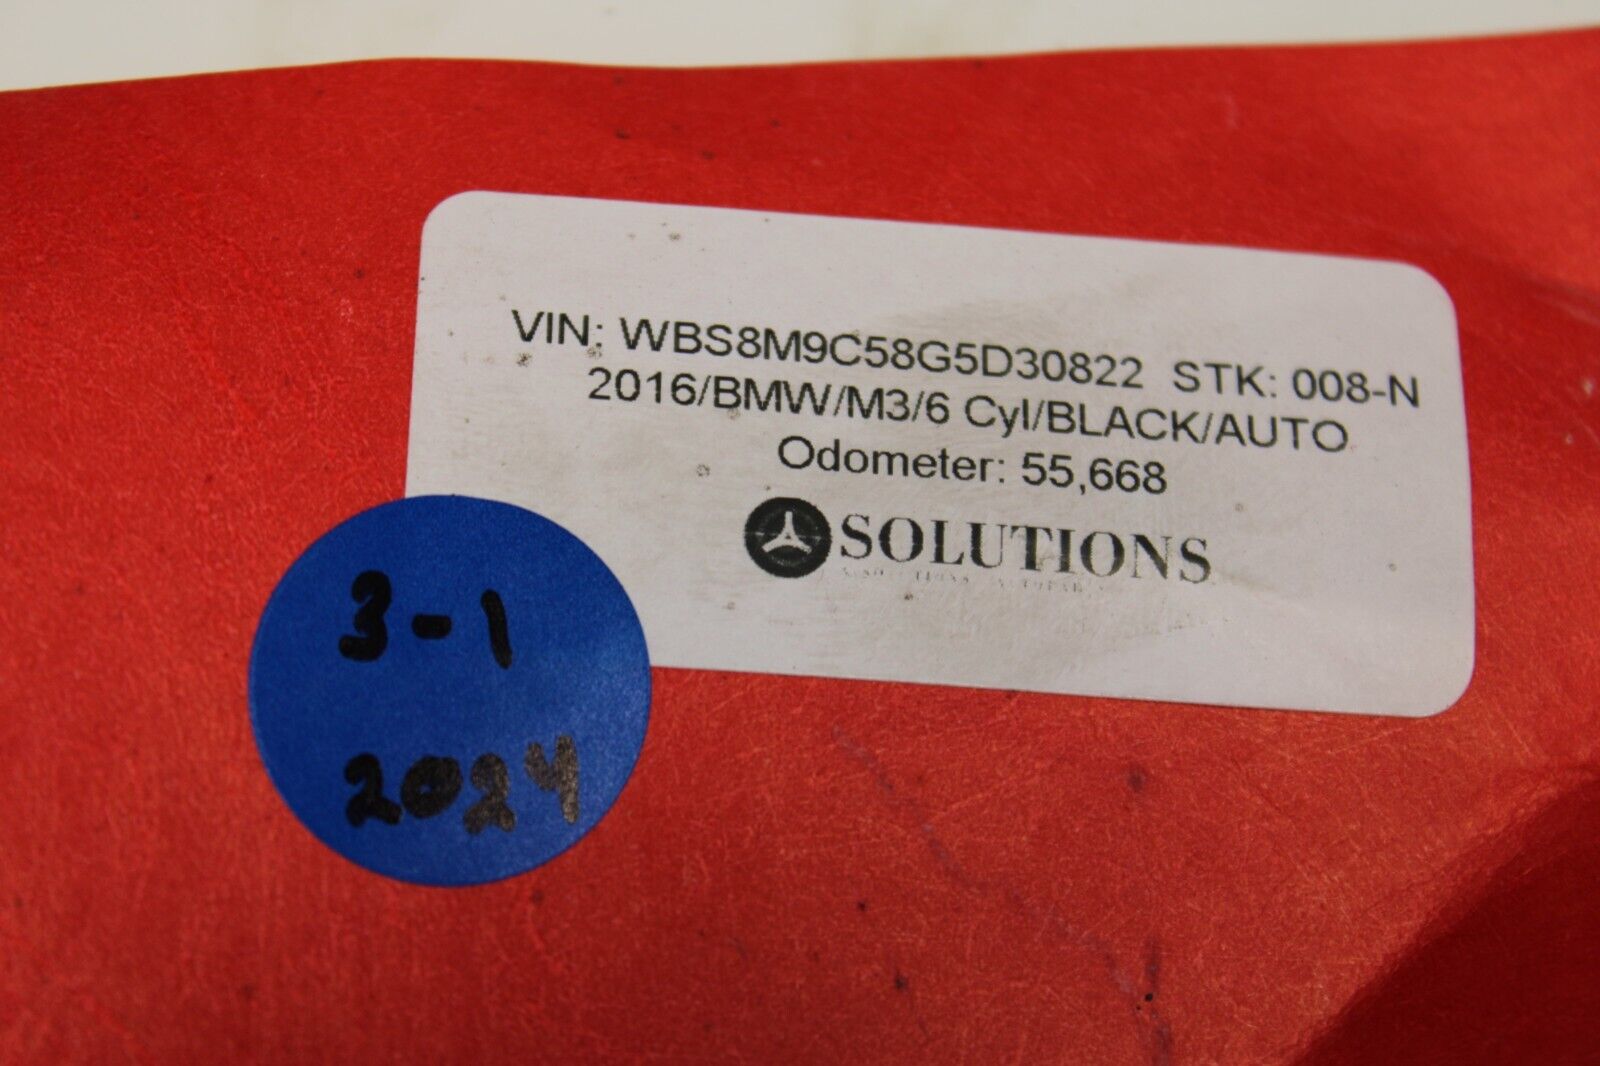 VIN: WBS8M9C58G5D30822 STK: 008-N
2016/BMW/M3/6 Cyl/BLACK/AUTO
Odometer: 55,668
SOLUTIONS
3-1
2024